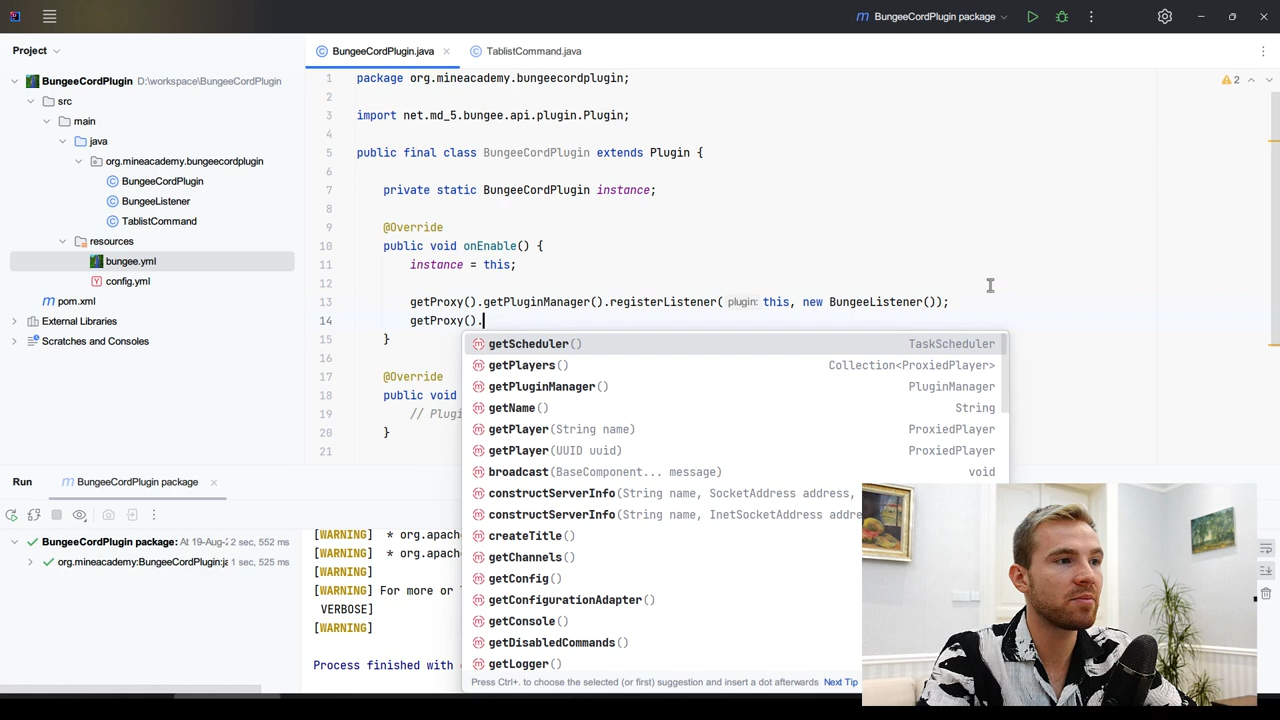 BungeeCordPlugin package
Project
BungeeCordPlugin.java
TablistCommand.java
BungeeCordPlugin D:\workspace\BungeeCordPlugin
src
main
java
org.mineacademy.bungeecordplugin
BungeeCordPlugin
BungeeListener
TablistCommand
resources
bungee.yml
config.yml
pom.xml
External Libraries
Scratches and Consoles
2
1 package org.mineacademy.bungeecordplugin;
2
3 import net.md_5.bungee.api.plugin.Plugin;
4
5 public final class BungeeCordPlugin extends Plugin {
6
7 private static BungeeCordPlugin instance;
8
9 @Override
10 public void onEnable() {
11 instance = this;
12
13 getProxy().getPluginManager().registerListener( plugin: this, new BungeeListener());
14 getProxy().
15 }
16
17 @Override
18 public void
19 // Plugi
20 }
21
getScheduler() TaskScheduler
getPlayers() Collection<ProxiedPlayer>
getPluginManager() PluginManager
getName() String
getPlayer(String name) ProxiedPlayer
getPlayer(UUID uuid) ProxiedPlayer
broadcast(BaseComponent... message) void
constructServerInfo(String name, SocketAddress address,
constructServerInfo(String name, InetSocketAddress addre
createTitle()
getChannels()
getConfig()
getConfigurationAdapter()
getConsole()
getDisabledCommands()
getLogger()
Press Ctrl+. to choose the selected (or first) suggestion and insert a dot afterwards Next Tip
Run
BungeeCordPlugin package
BungeeCordPlugin package: At 19-Aug-2 2 sec, 552 ms
org.mineacademy:BungeeCordPlugin:ja 1 sec, 525 ms
[WARNING] * org.apach
[WARNING] * org.apach
[WARNING]
[WARNING] For more or
VERBOSE]
[WARNING]
Process finished with